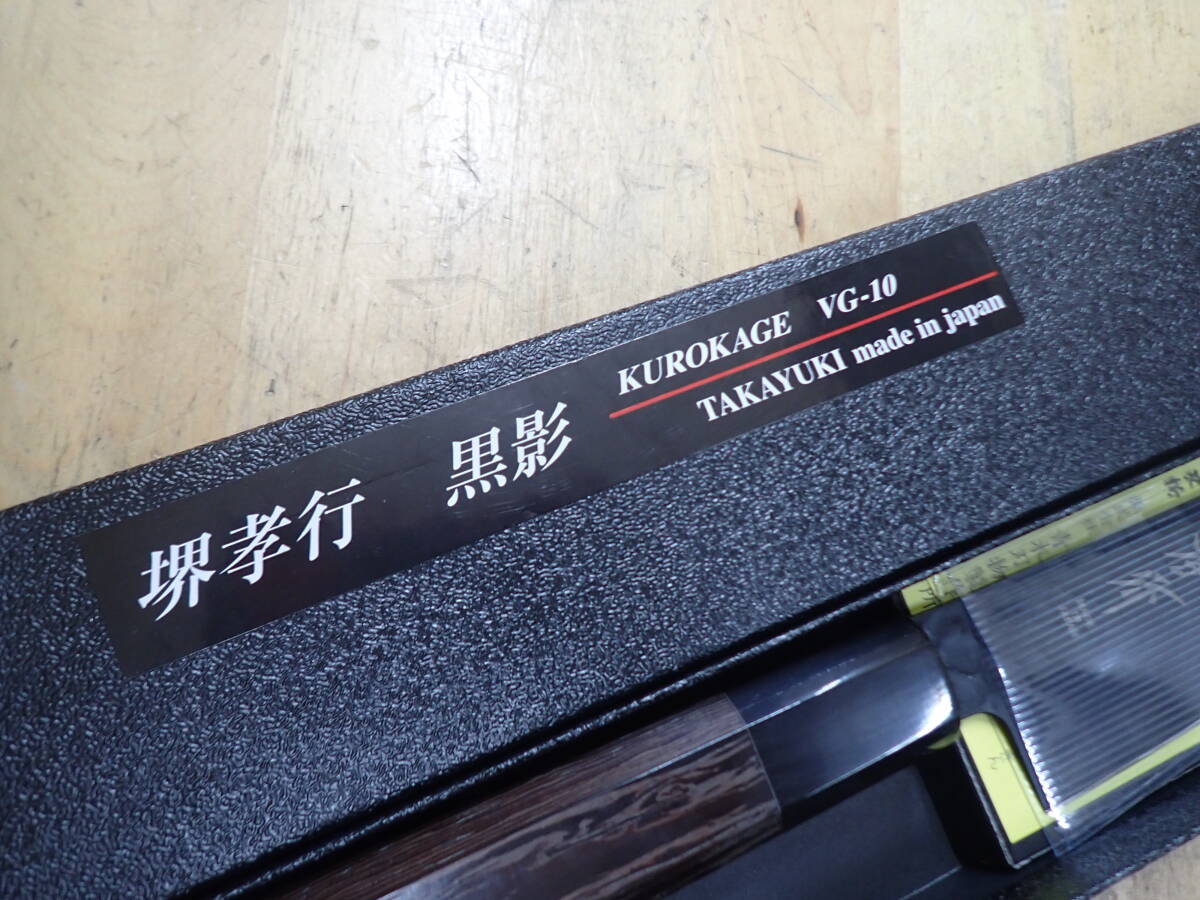 堺孝行 黒影
KUROKAGE VG-10
TAKAYUKI made in japan